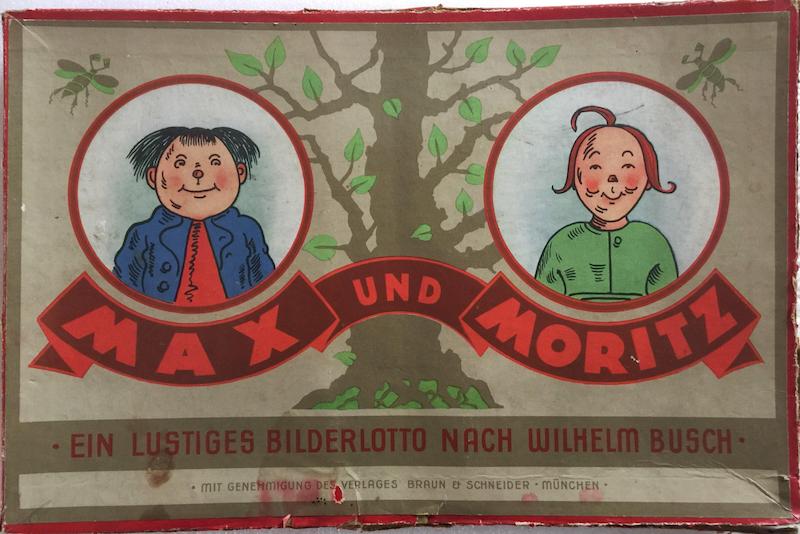 MAX UND MORITZ
· EIN LUSTIGES BILDERLOTTO NACH WILHELM BUSCH ·
· MIT GENEHMIGUNG DES VERLAGES BRAUN & SCHNEIDER · MÜNCHEN ·